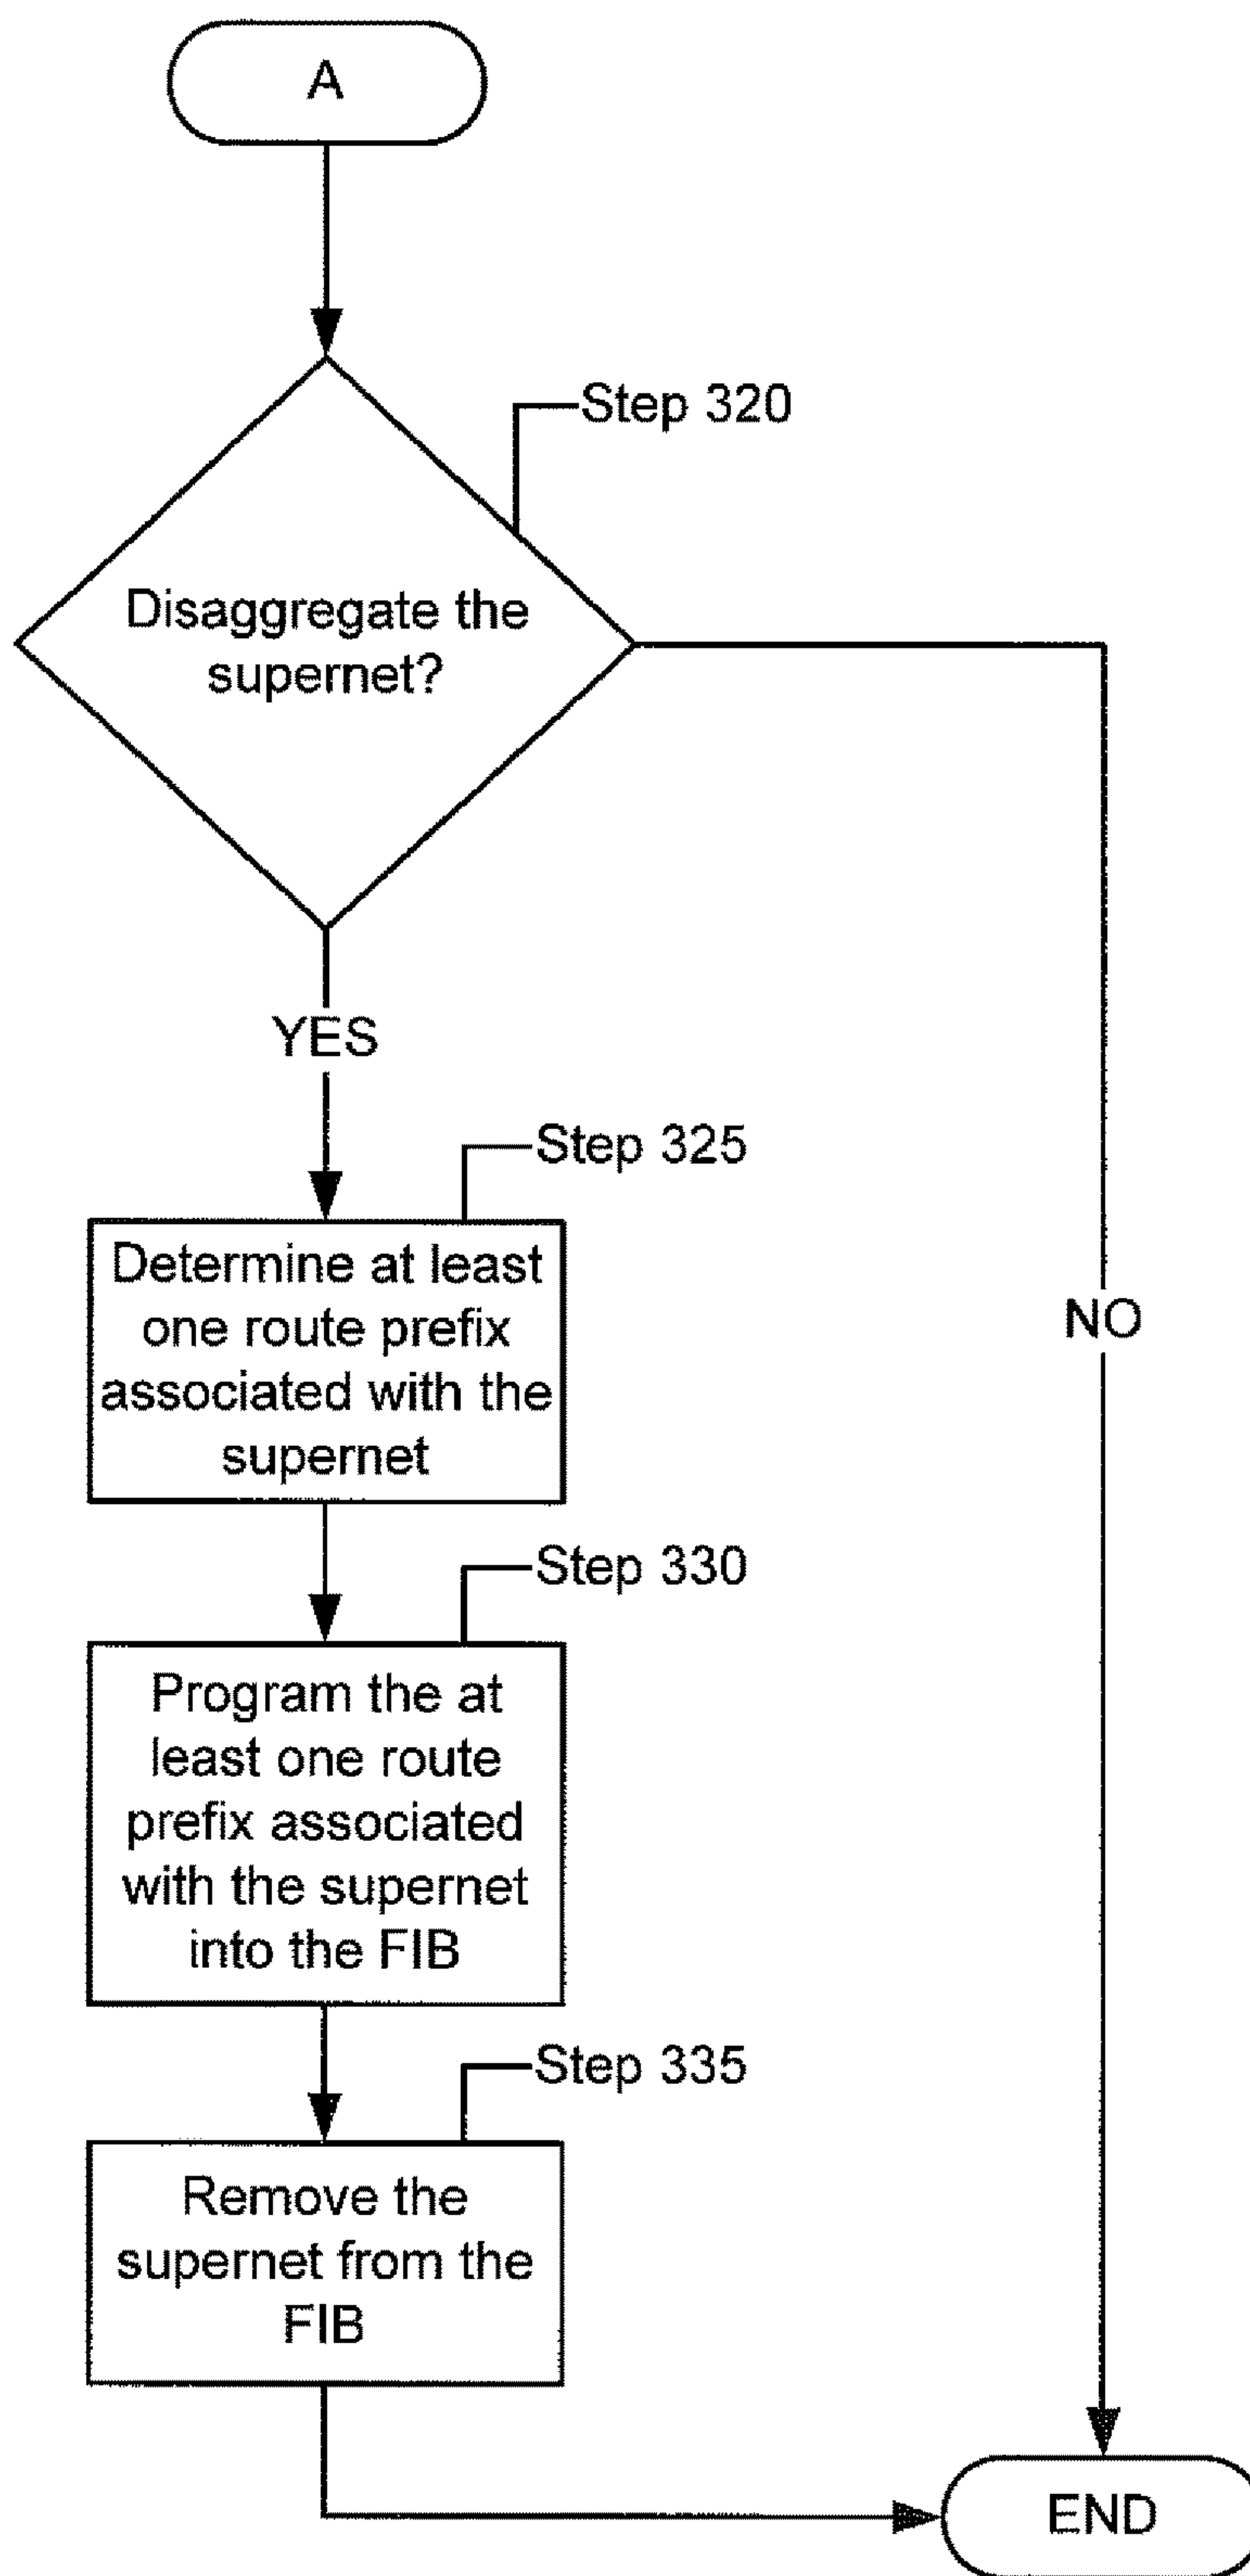 A
Step 320
Disaggregate the
supernet?
YES
Step 325
Determine at least
one route prefix
associated with the
supernet
NO
Step 330
Program the at
least one route
prefix associated
with the supernet
into the FIB
Step 335
Remove the
supernet from the
FIB
END